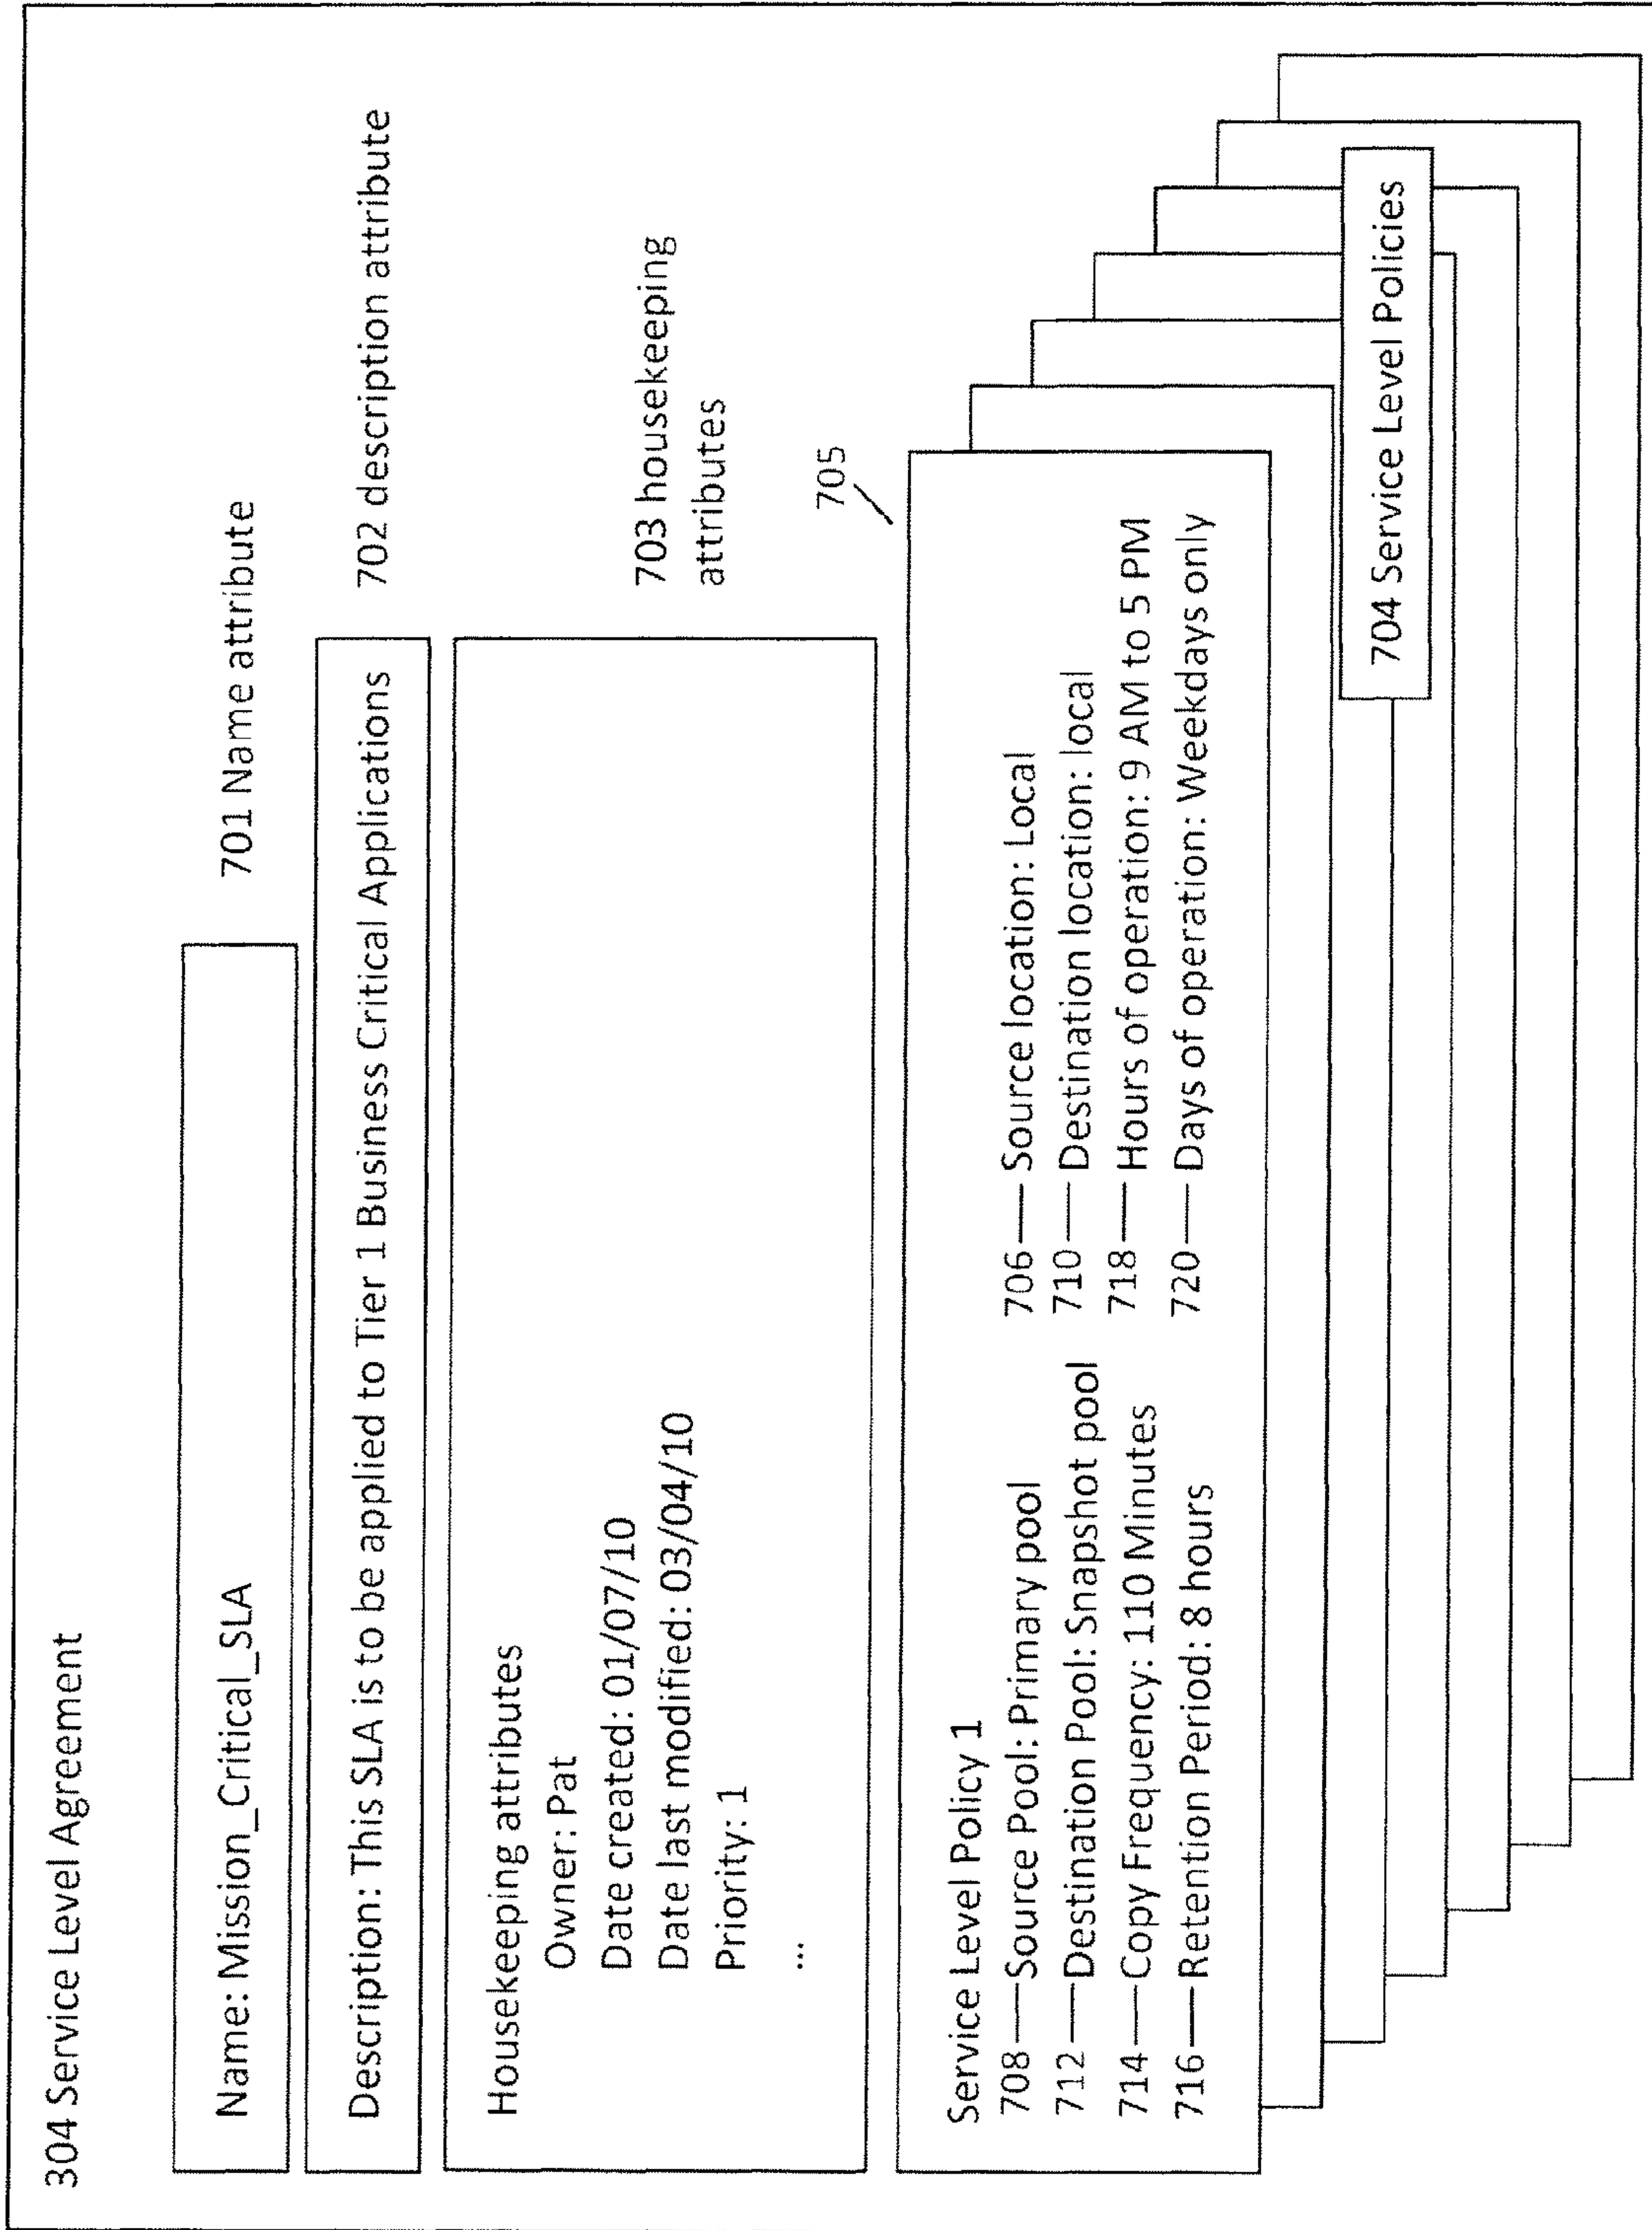 304 Service Level Agreement
Name: Mission_Critical_SLA
701 Name attribute
Description: This SLA is to be applied to Tier 1 Business Critical Applications
702 description attribute
Housekeeping attributes
Owner: Pat
Date created: 01/07/10
Date last modified: 03/04/10
Priority: 1
...
703 housekeeping
attributes
705
Service Level Policy 1
708 Source Pool: Primary pool
712 Destination Pool: Snapshot pool
714 Copy Frequency: 110 Minutes
716 Retention Period: 8 hours
706 Source location: Local
710 Destination location: local
718 Hours of operation: 9 AM to 5 PM
720 Days of operation: Weekdays only
704 Service Level Policies